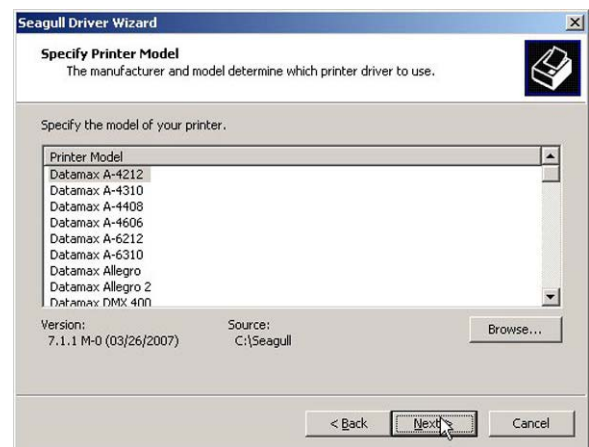 Seagull Driver Wizard
Specify Printer Model
The manufacturer and model determine which printer driver to use.
Specify the model of your printer.
Printer Model
Datamax A-4212
Datamax A-4310
Datamax A-4408
Datamax A-4606
Datamax A-6212
Datamax A-6310
Datamax Allegro
Datamax Allegro 2
Datamax DMX 400
Version: Source:
7.1.1 M-0 (03/26/2007) C:\Seagull
Browse...
< Back Next > Cancel